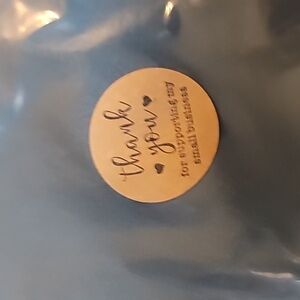 thank
you
for supporting my
small business